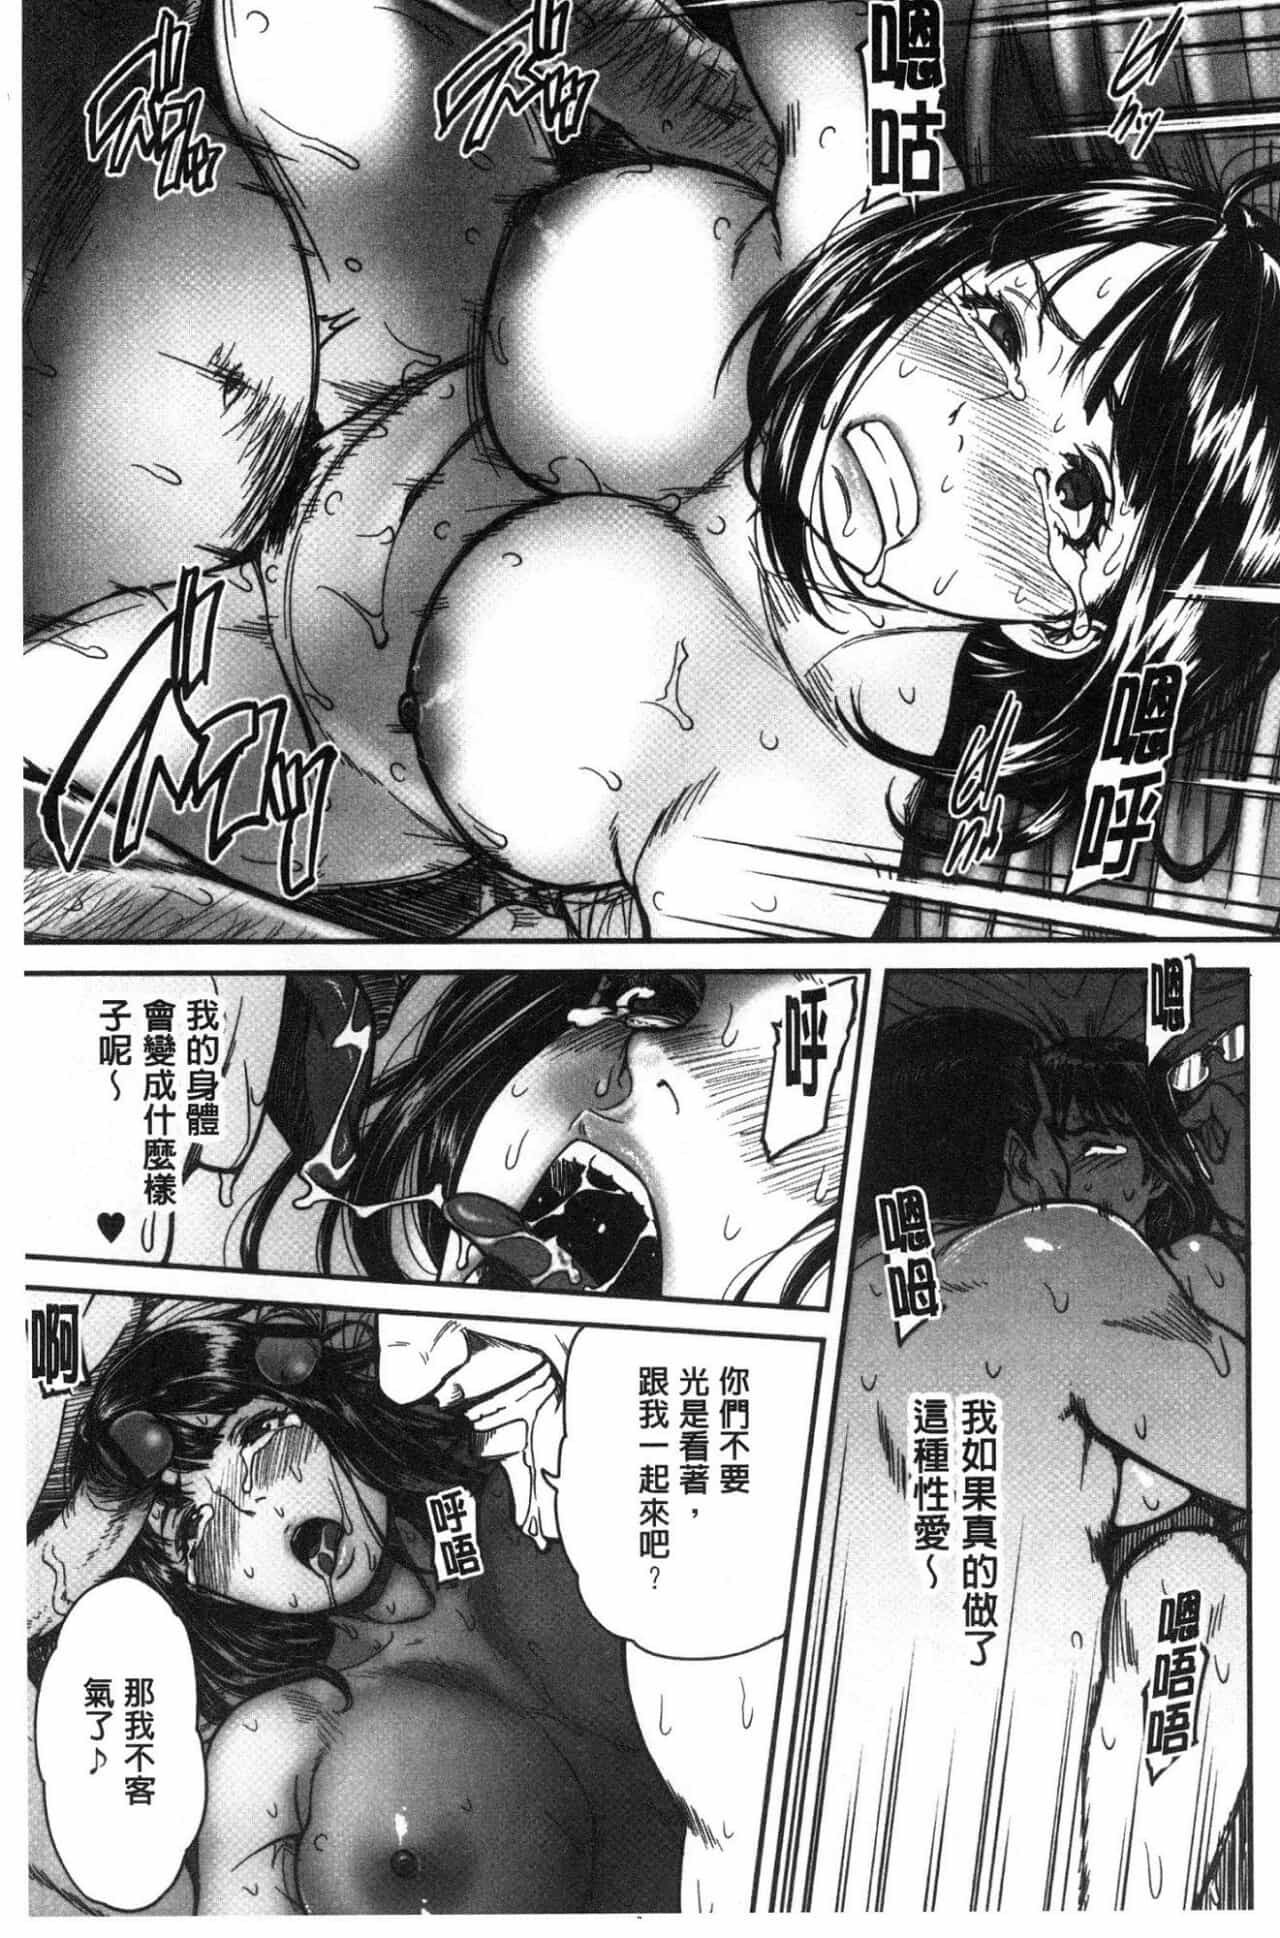 嗯咕
嗯呼
嗯
嗯母
我如果真的做了
這種性愛~
嗯唔唔
呼
我的身體
會變成什麼樣
子呢~
♥
你們不要
光是看著，
跟我一起來吧?
啊
呼唔
那我不客
氣了♪